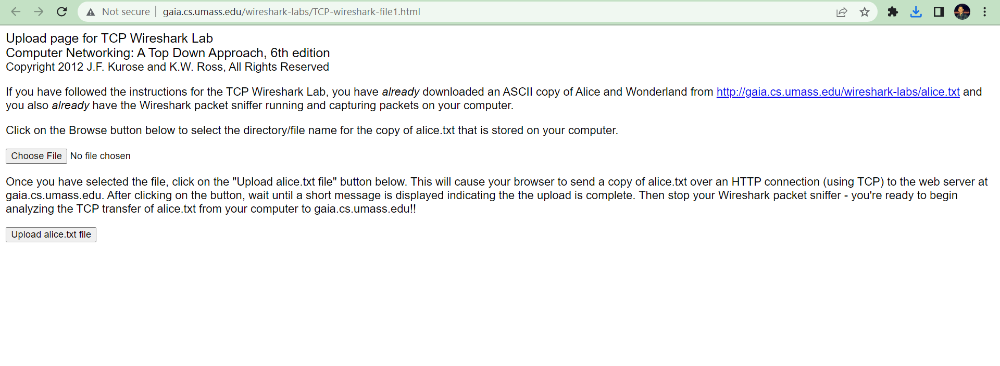 Not secure | gaia.cs.umass.edu/wireshark-labs/TCP-wireshark-file1.html
Upload page for TCP Wireshark Lab
Computer Networking: A Top Down Approach, 6th edition
Copyright 2012 J.F. Kurose and K.W. Ross, All Rights Reserved
If you have followed the instructions for the TCP Wireshark Lab, you have already downloaded an ASCII copy of Alice and Wonderland from http://gaia.cs.umass.edu/wireshark-labs/alice.txt and
you also already have the Wireshark packet sniffer running and capturing packets on your computer.
Click on the Browse button below to select the directory/file name for the copy of alice.txt that is stored on your computer.
Choose File No file chosen
Once you have selected the file, click on the "Upload alice.txt file" button below. This will cause your browser to send a copy of alice.txt over an HTTP connection (using TCP) to the web server at
gaia.cs.umass.edu. After clicking on the button, wait until a short message is displayed indicating the the upload is complete. Then stop your Wireshark packet sniffer - you're ready to begin
analyzing the TCP transfer of alice.txt from your computer to gaia.cs.umass.edu!!
Upload alice.txt file